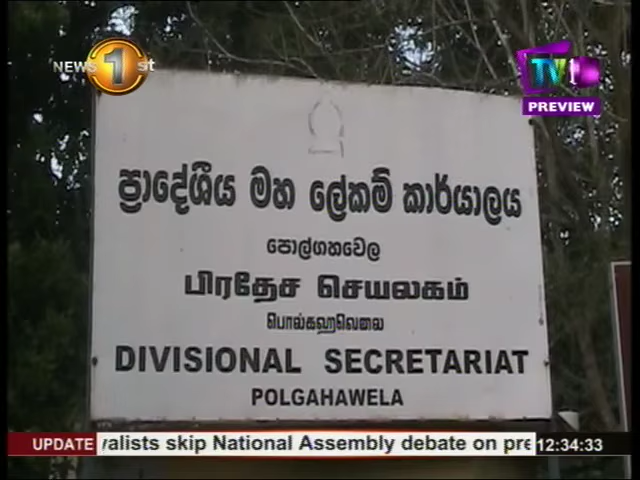 NEWS 1st
TV1
PREVIEW
ප්‍රාදේශීය මහ ලේකම් කාර්යාලය
පොල්ගහවෙල
பிரதேச செயலகம்
பொல்கஹவெலை
DIVISIONAL SECRETARIAT
POLGAHAWELA
UPDATE valists skip National Assembly debate on pre 12:34:33